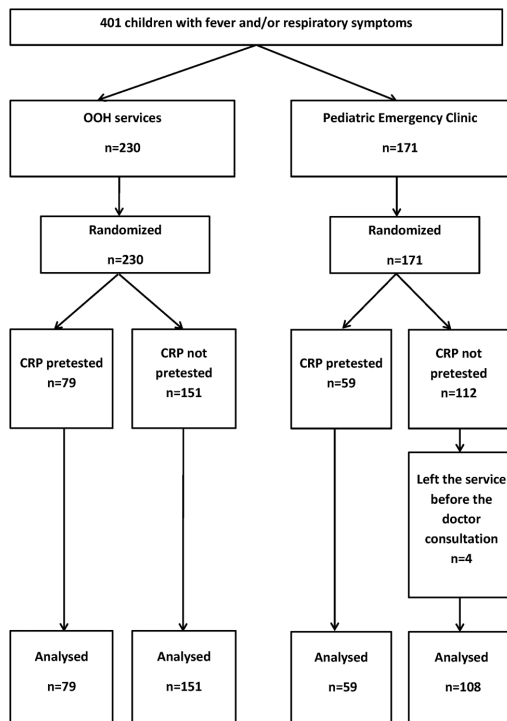 401 children with fever and/or respiratory symptoms
OOH services
n=230
Pediatric Emergency Clinic
n=171
Randomized
n=230
Randomized
n=171
CRP pretested
n=79
CRP not
pretested
n=151
CRP pretested
n=59
CRP not
pretested
n=112
Left the service
before the
doctor
consultation
n=4
Analysed
n=79
Analysed
n=151
Analysed
n=59
Analysed
n=108